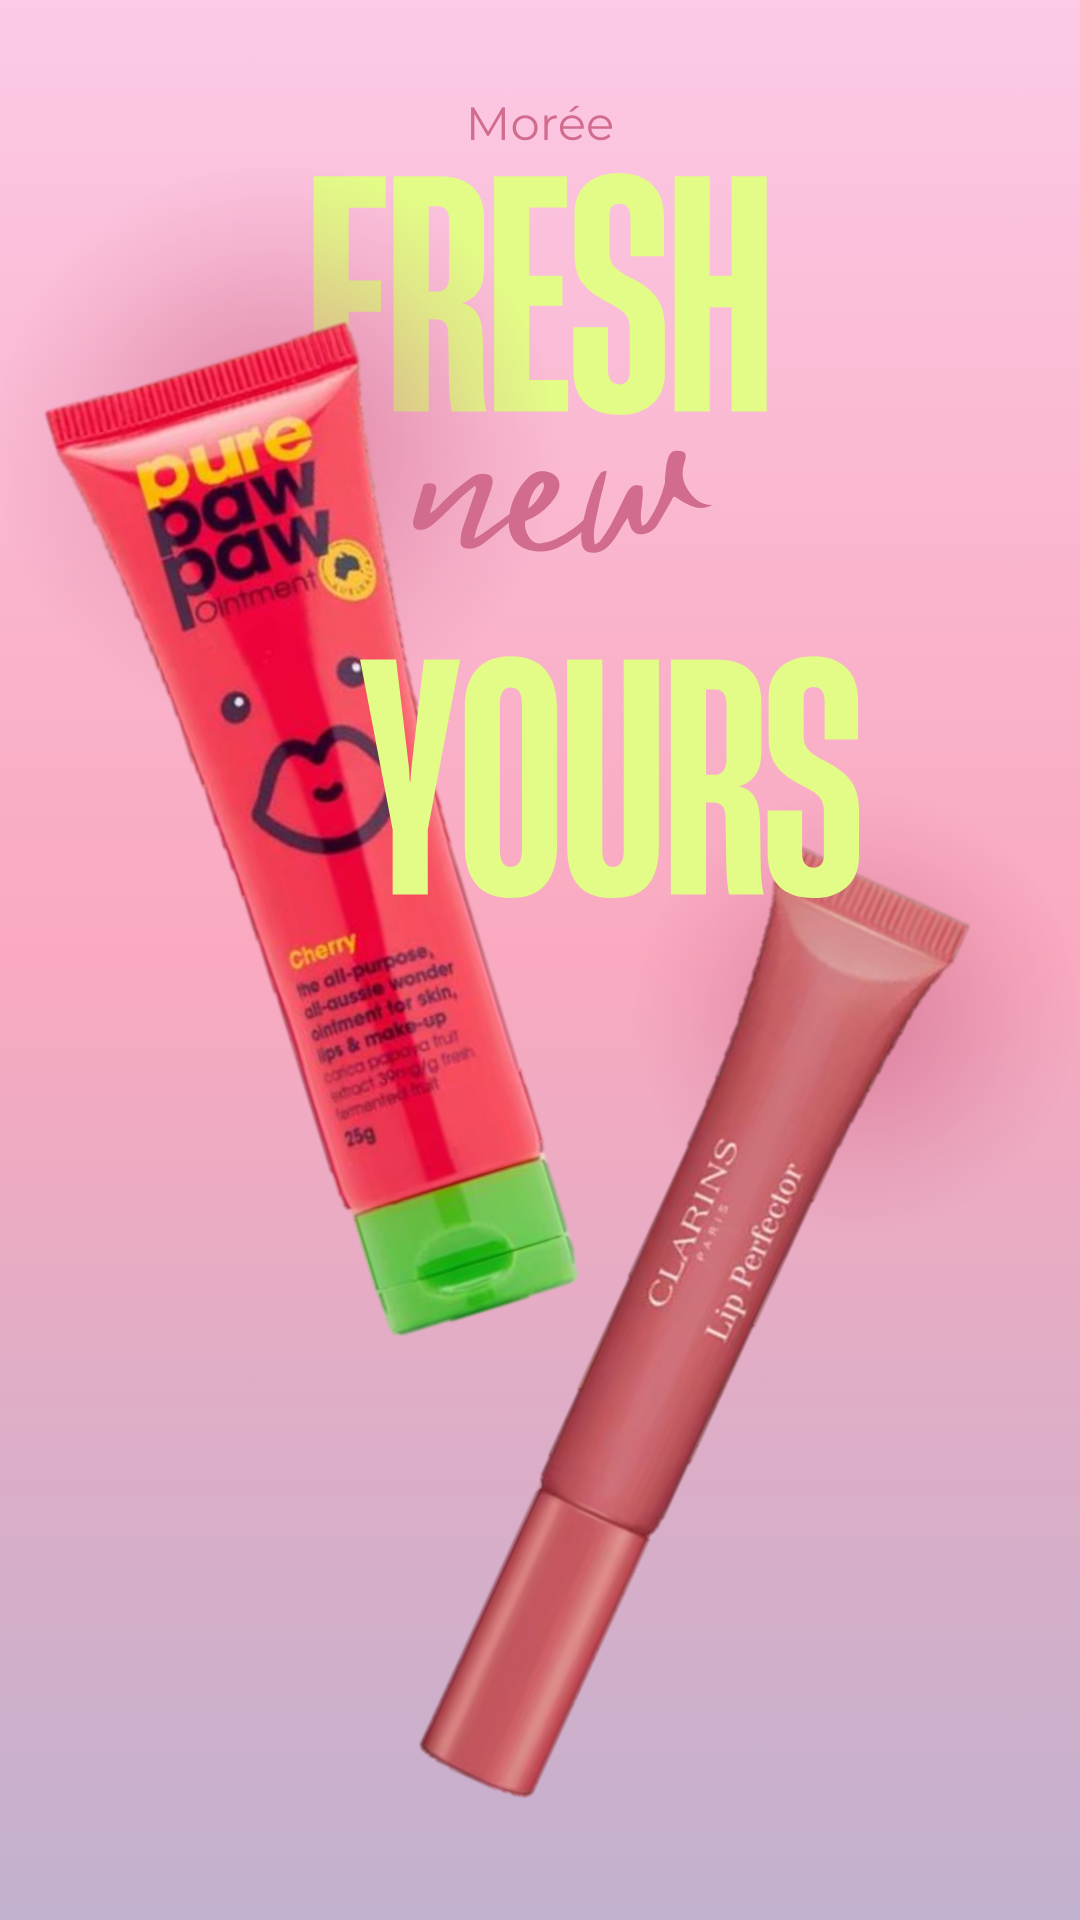 Morée
FRESH
new
YOURS
pure
paw
paw
Ointment
AUSTRALIA
Cherry
the all-purpose,
all-aussie wonder
ointment for skin,
lips & make-up
carica papaya fruit
extract 39mg/g fresh
fermented fruit
25g
CLARINS
PARIS
Lip Perfector